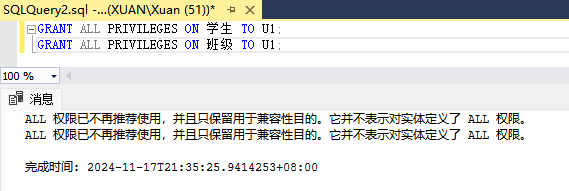 SQLQuery2.sql -...(XUAN\Xuan (51))*
GRANT ALL PRIVILEGES ON 学生 TO U1;
GRANT ALL PRIVILEGES ON 班级 TO U1;
100 %
消息
ALL 权限已不再推荐使用，并且只保留用于兼容性目的。它并不表示对实体定义了 ALL 权限。
ALL 权限已不再推荐使用，并且只保留用于兼容性目的。它并不表示对实体定义了 ALL 权限。
完成时间: 2024-11-17T21:35:25.9414253+08:00